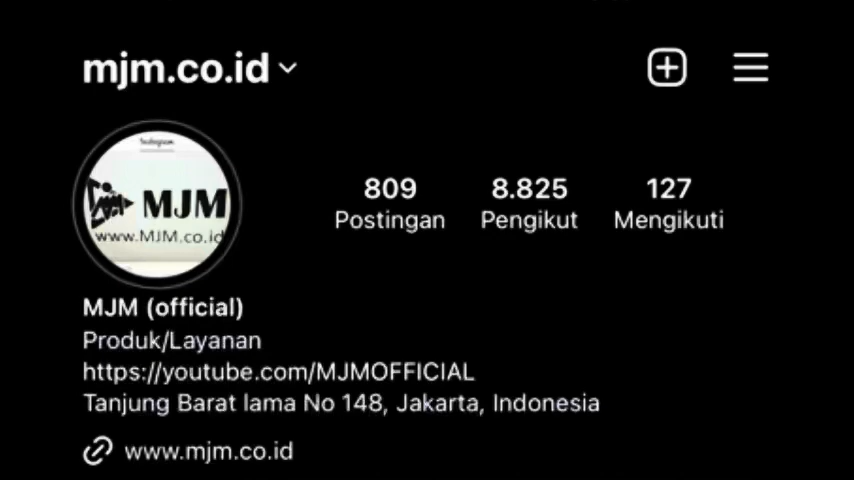 mjm.co.id
Instagram
MJM
www.MJM.co.id
809
Postingan
8.825
Pengikut
127
Mengikuti
MJM (official)
Produk/Layanan
https://youtube.com/MJMOFFICIAL
Tanjung Barat lama No 148, Jakarta, Indonesia
www.mjm.co.id